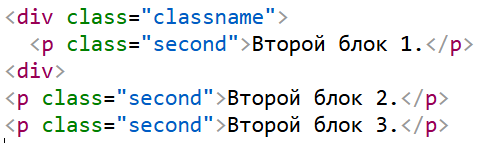 <div class="classname">
<p class="second">Второй блок 1.</p>
<div>
<p class="second">Второй блок 2.</p>
<p class="second">Второй блок 3.</p>